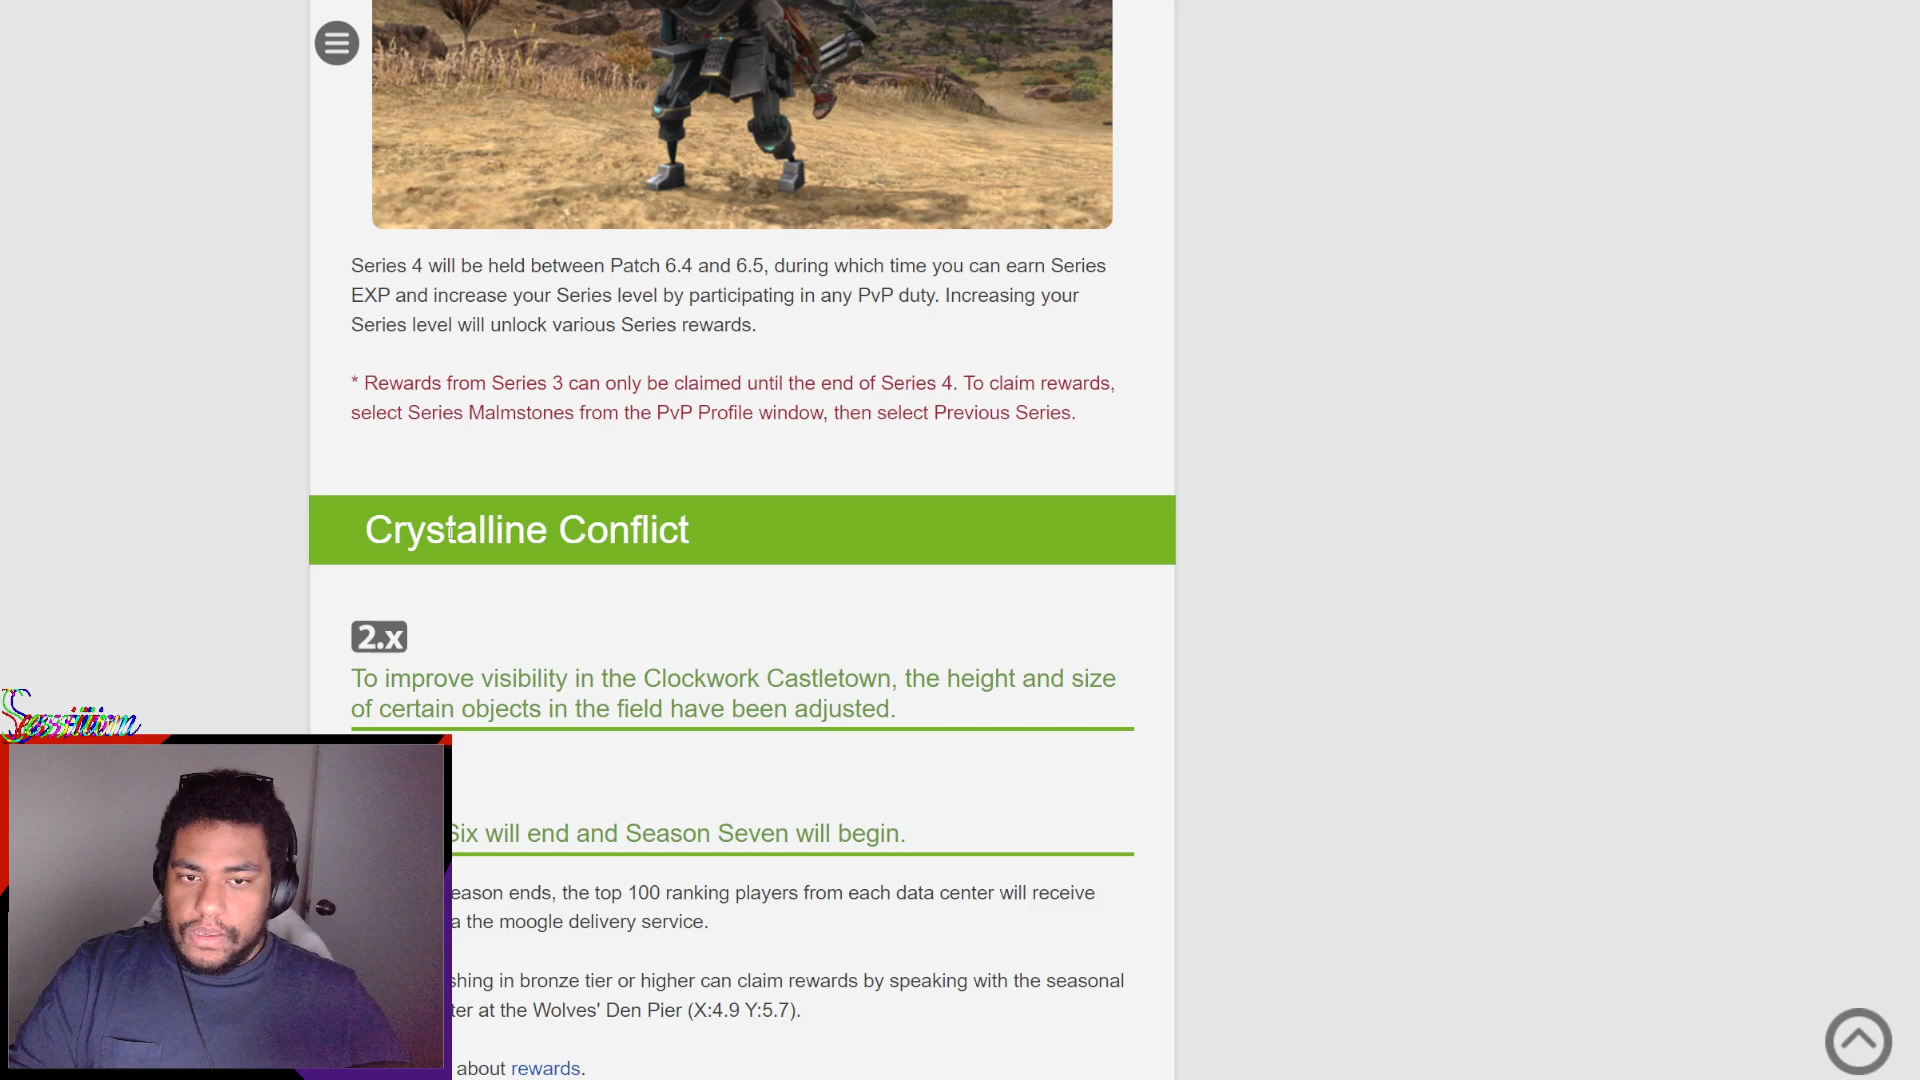 Series 4 will be held between Patch 6.4 and 6.5, during which time you can earn Series
EXP and increase your Series level by participating in any PvP duty. Increasing your
Series level will unlock various Series rewards.
* Rewards from Series 3 can only be claimed until the end of Series 4. To claim rewards,
select Series Malmstones from the PvP Profile window, then select Previous Series.
Crystalline Conflict
2.x
To improve visibility in the Clockwork Castletown, the height and size
of certain objects in the field have been adjusted.
Six will end and Season Seven will begin.
eason ends, the top 100 ranking players from each data center will receive
a the moogle delivery service.
shing in bronze tier or higher can claim rewards by speaking with the seasonal
ter at the Wolves' Den Pier (X:4.9 Y:5.7).
about rewards.